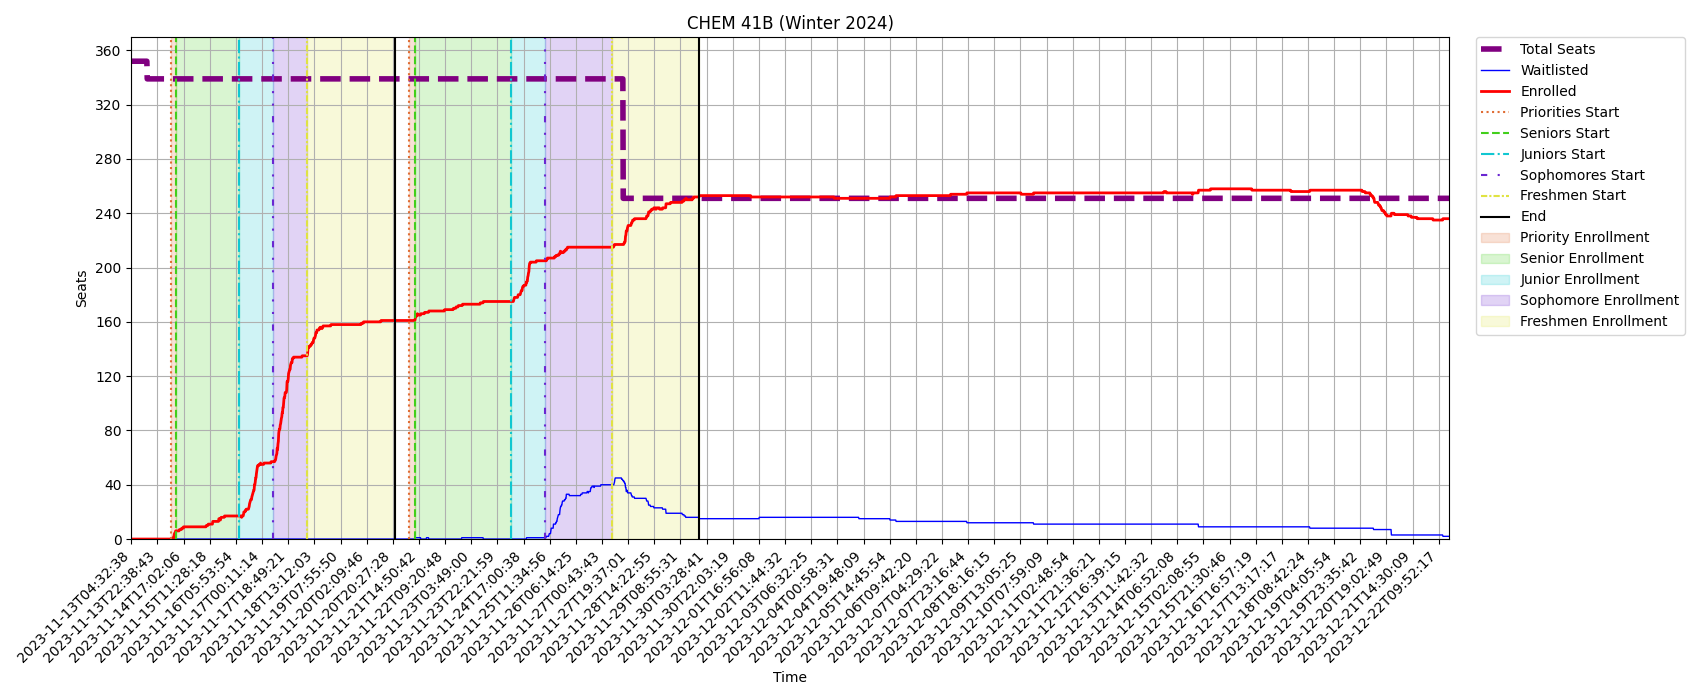 CHEM 41B (Winter 2024)
360
320
280
240
200
160
120
80
40
0
Seats
2023-11-13T04:32:38
2023-11-13T22:38:43
2023-11-14T17:02:06
2023-11-15T11:28:18
2023-11-16T05:53:54
2023-11-17T00:11:14
2023-11-17T18:49:21
2023-11-18T13:12:03
2023-11-19T07:55:50
2023-11-20T02:09:46
2023-11-20T20:27:28
2023-11-21T14:50:42
2023-11-22T09:20:48
2023-11-23T03:49:00
2023-11-23T22:21:59
2023-11-24T17:00:38
2023-11-25T11:34:56
2023-11-26T06:14:25
2023-11-27T00:43:43
2023-11-27T19:37:01
2023-11-28T14:22:55
2023-11-29T08:55:31
2023-11-30T03:28:41
2023-11-30T22:03:19
2023-12-01T16:56:08
2023-12-02T11:44:32
2023-12-03T06:32:25
2023-12-04T00:58:31
2023-12-04T19:48:09
2023-12-05T14:45:54
2023-12-06T09:42:20
2023-12-07T04:29:22
2023-12-07T23:16:44
2023-12-08T18:16:15
2023-12-09T13:05:25
2023-12-10T07:59:09
2023-12-11T02:48:54
2023-12-11T21:36:21
2023-12-12T16:39:15
2023-12-13T11:42:32
2023-12-14T06:52:08
2023-12-15T02:08:55
2023-12-15T21:30:46
2023-12-16T16:57:19
2023-12-17T13:17:17
2023-12-18T08:42:24
2023-12-19T04:05:54
2023-12-19T23:35:42
2023-12-20T19:02:49
2023-12-21T14:30:09
2023-12-22T09:52:17
Time
Total Seats
Waitlisted
Enrolled
Priorities Start
Seniors Start
Juniors Start
Sophomores Start
Freshmen Start
End
Priority Enrollment
Senior Enrollment
Junior Enrollment
Sophomore Enrollment
Freshmen Enrollment